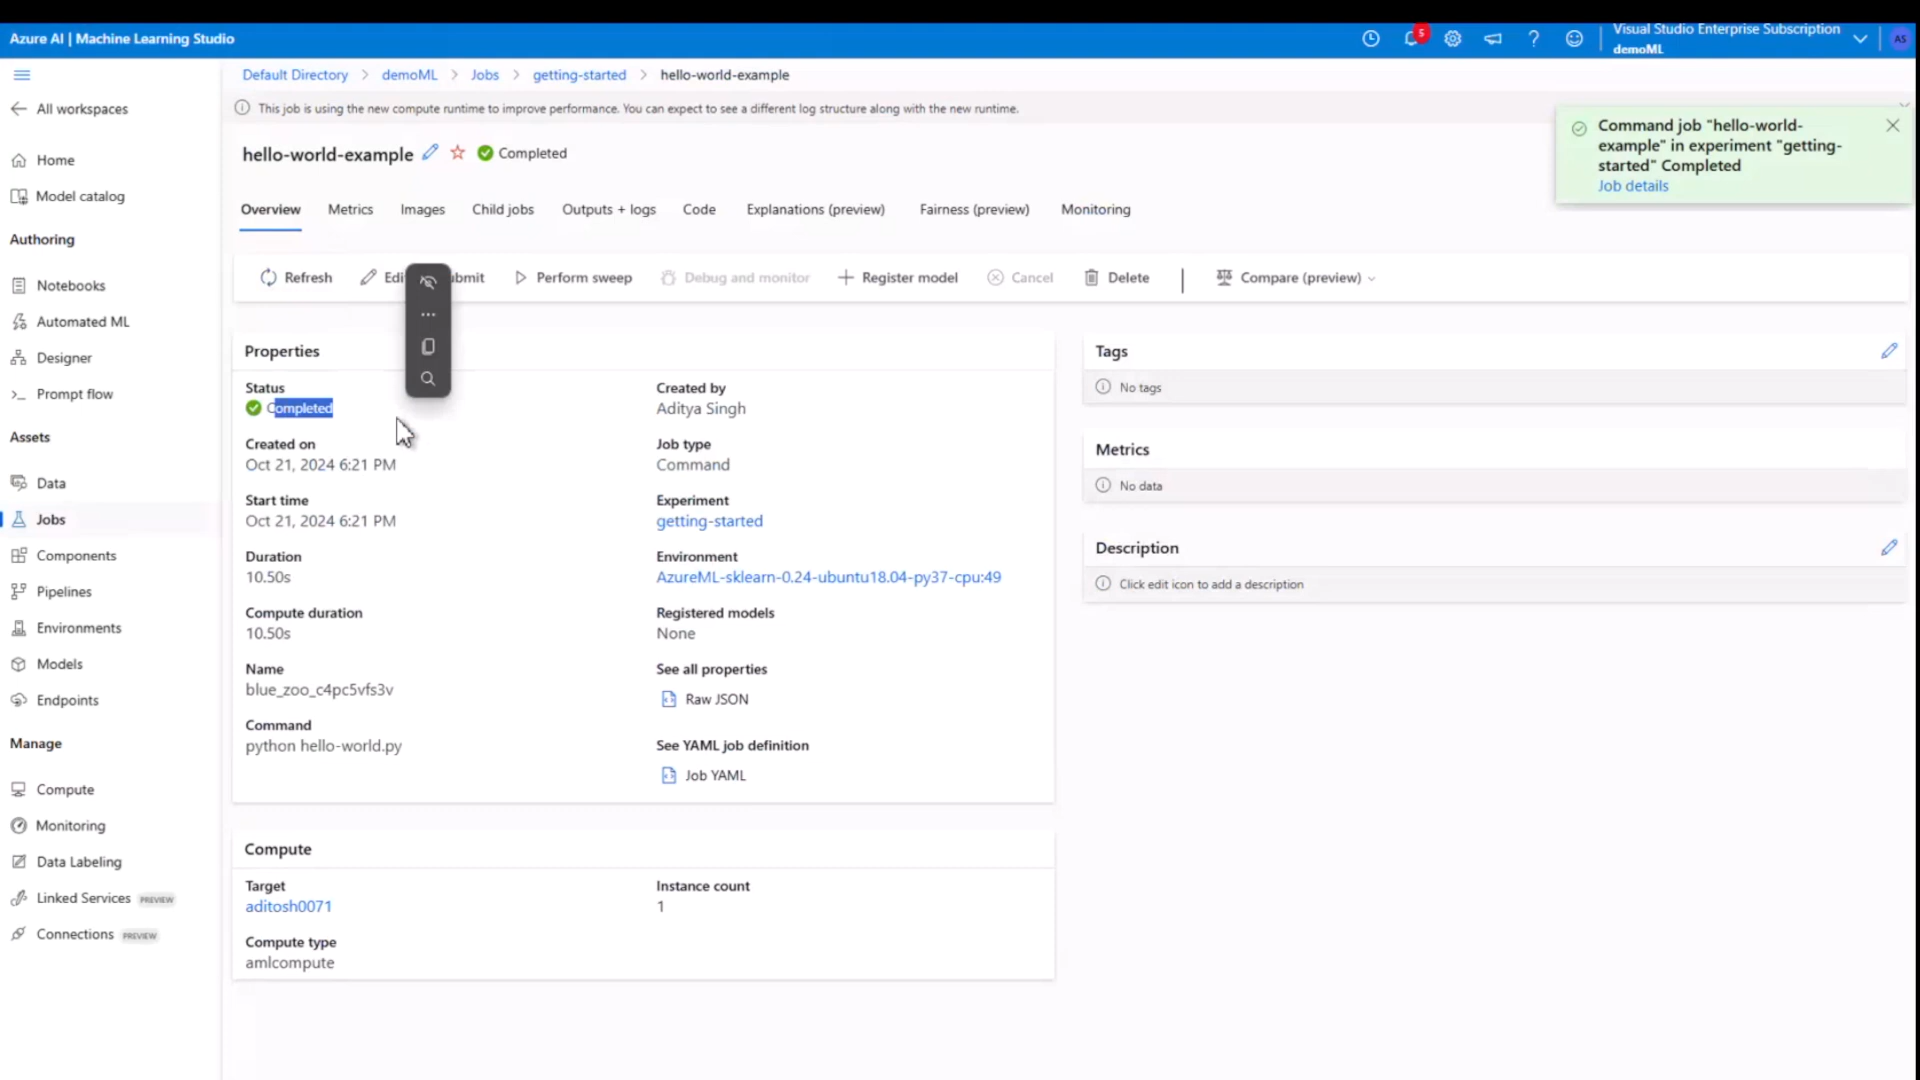 Azure AI | Machine Learning Studio
5
Visual Studio Enterprise Subscription
demoML
AS
Default Directory > demoML > Jobs > getting-started > hello-world-example
All workspaces
This job is using the new compute runtime to improve performance. You can expect to see a different log structure along with the new runtime.
Command job "hello-world-
example" in experiment "getting-
started" Completed
Job details
hello-world-example Completed
Home
Model catalog
Overview Metrics Images Child jobs Outputs + logs Code Explanations (preview) Fairness (preview) Monitoring
Authoring
Notebooks
Automated ML
Designer
Prompt flow
Assets
Data
Jobs
Components
Pipelines
Environments
Models
Endpoints
Manage
Compute
Monitoring
Data Labeling
Linked Services PREVIEW
Connections PREVIEW
Refresh Perform sweep Debug and monitor Register model Cancel Delete Compare (preview)
Properties
Status
Completed
Created on
Oct 21, 2024 6:21 PM
Start time
Oct 21, 2024 6:21 PM
Duration
10.50s
Compute duration
10.50s
Name
blue_zoo_c4pc5vfs3v
Command
python hello-world.py
Created by
Aditya Singh
Job type
Command
Experiment
getting-started
Environment
AzureML-sklearn-0.24-ubuntu18.04-py37-cpu:49
Registered models
None
See all properties
Raw JSON
See YAML job definition
Job YAML
Compute
Target
aditosh0071
Compute type
amlcompute
Instance count
1
Tags
No tags
Metrics
No data
Description
Click edit icon to add a description